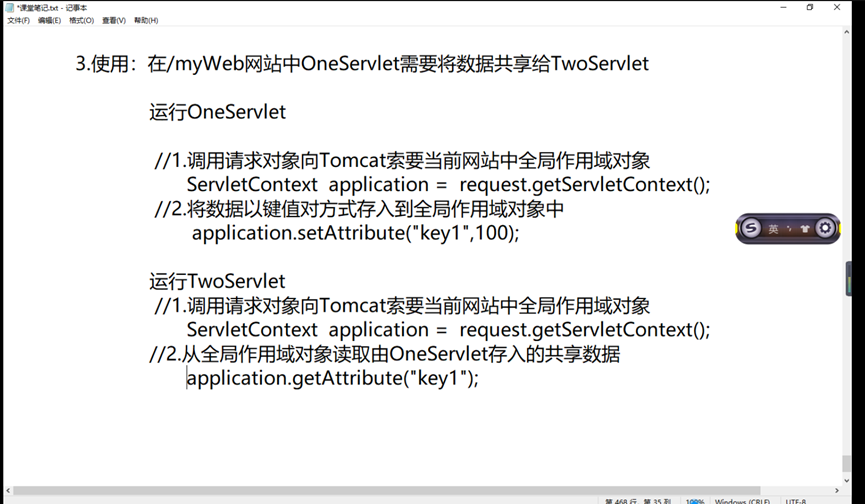 *课堂笔记.txt - 记事本
文件(F) 编辑(E) 格式(O) 查看(V) 帮助(H)
3.使用：在/myWeb网站中OneServlet需要将数据共享给TwoServlet
运行OneServlet
//1.调用请求对象向Tomcat索要当前网站中全局作用域对象
ServletContext application = request.getServletContext();
//2.将数据以键值对方式存入到全局作用域对象中
application.setAttribute("key1",100);
英
运行TwoServlet
//1.调用请求对象向Tomcat索要当前网站中全局作用域对象
ServletContext application = request.getServletContext();
//2.从全局作用域对象读取由OneServlet存入的共享数据
application.getAttribute("key1");
第 468 行, 第 35 列 100% Windows (CRLF) UTF-8